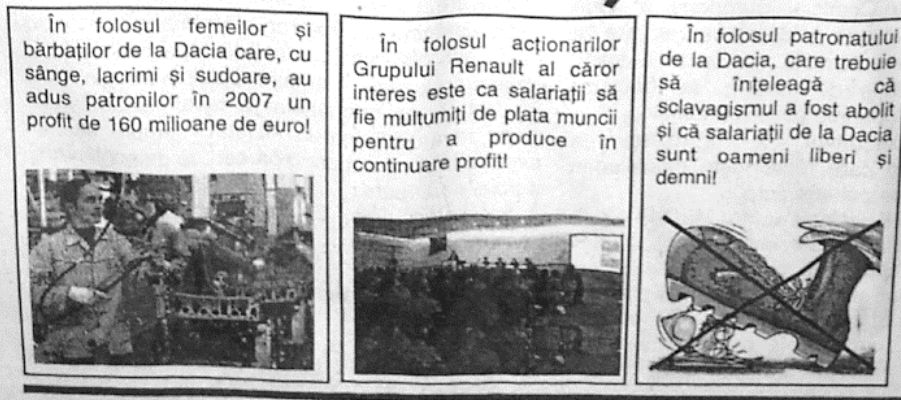 În folosul femeilor și
bărbaților de la Dacia care, cu
sânge, lacrimi și sudoare, au
adus patronilor în 2007 un
profit de 160 milioane de euro!
În folosul acționarilor
Grupului Renault al căror
interes este ca salariații să
fie multumiți de plata muncii
pentru a produce în
continuare profit!
În folosul patronatului
de la Dacia, care trebuie
să înțeleagă că
sclavagismul a fost abolit
și că salariații de la Dacia
sunt oameni liberi și
demni!